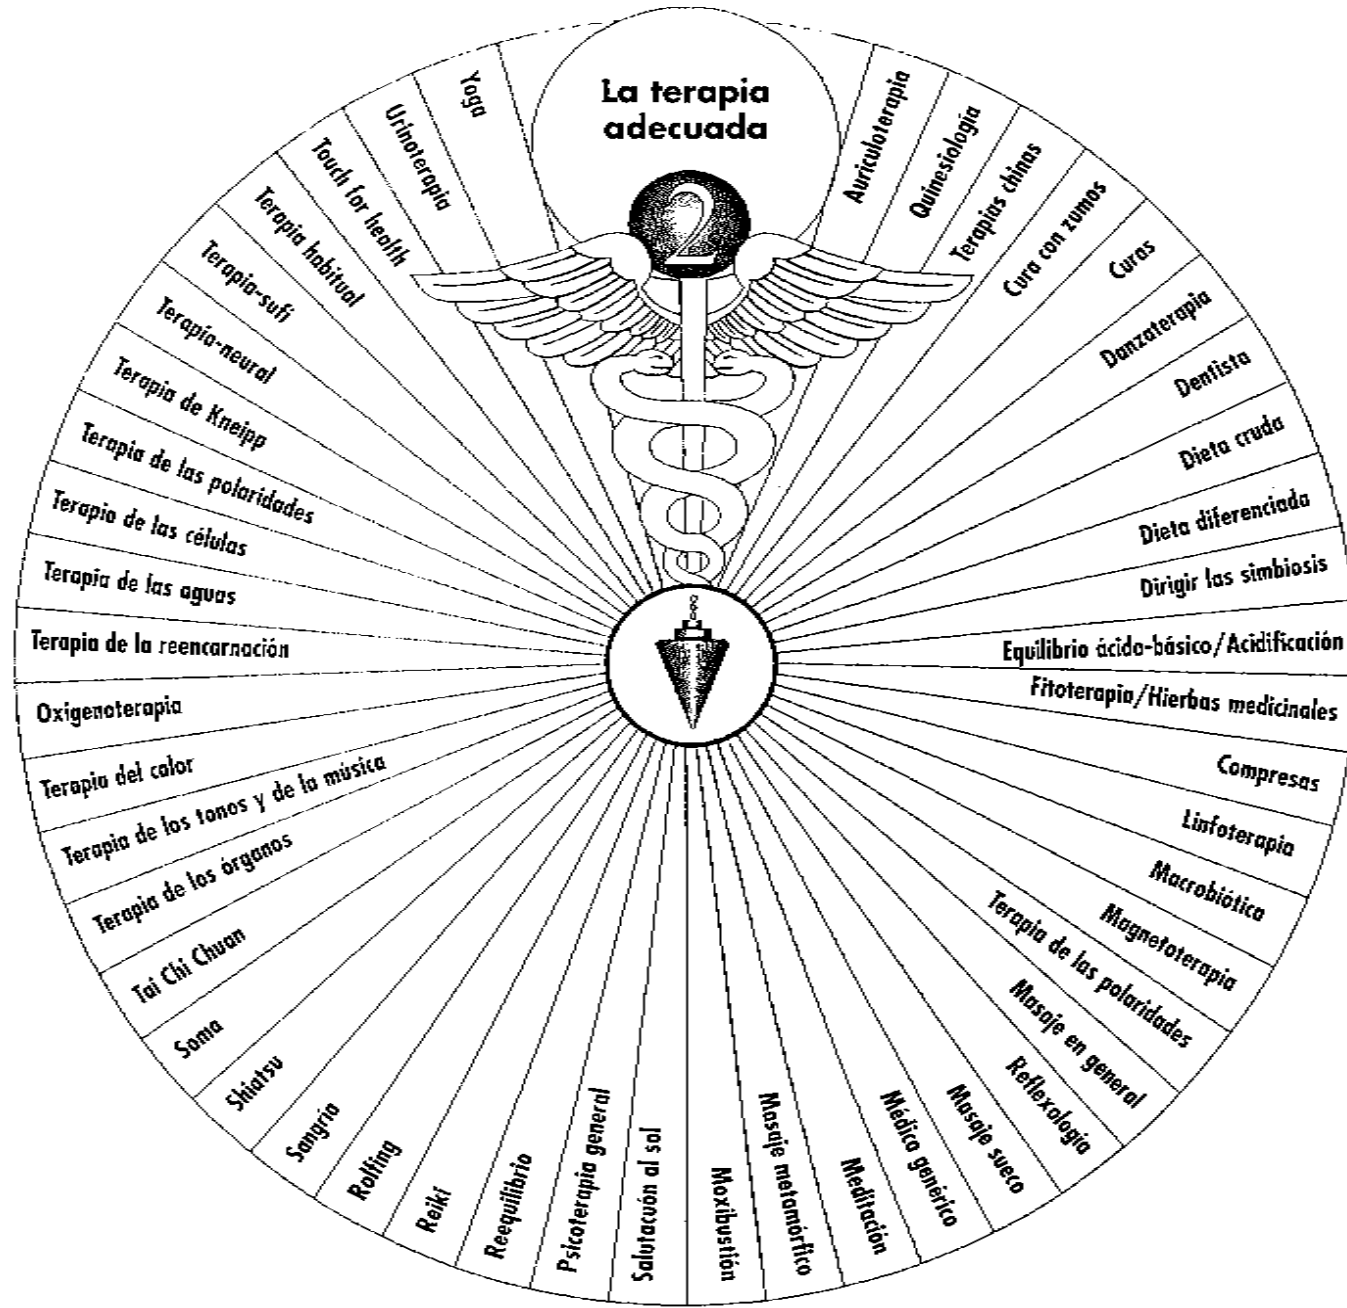 La terapia
adecuada
2
Auriculoterapia
Quinesiología
Terapias chinas
Cura con zumos
Curas
Danzaterapia
Dentista
Dieta cruda
Dieta diferenciada
Dirigir las simbiosis
Equilibrio ácido-básico/Acidificación
Fitoterapia/Hierbas medicinales
Compresas
Linfoterapia
Macrobiótica
Magnetoterapia
Terapia de las polaridades
Masaje en general
Reflexología
Masaje sueco
Médico genérico
Meditación
Masaje metamórfico
Moxibustión
Salutacuón al sol
Psicoterapia general
Reequilibrio
Reiki
Rolfing
Sangría
Shiatsu
Soma
Tai Chi Chuan
Terapia de los órganos
Terapia de los tonos y de la música
Terapia del color
Oxigenoterapia
Terapia de la reencarnación
Terapia de las aguas
Terapia de las células
Terapia de las polaridades
Terapia de Kneipp
Terapia-neural
Terapia-sufi
Terapia habitual
Touch for health
Urinoterapia
Yoga